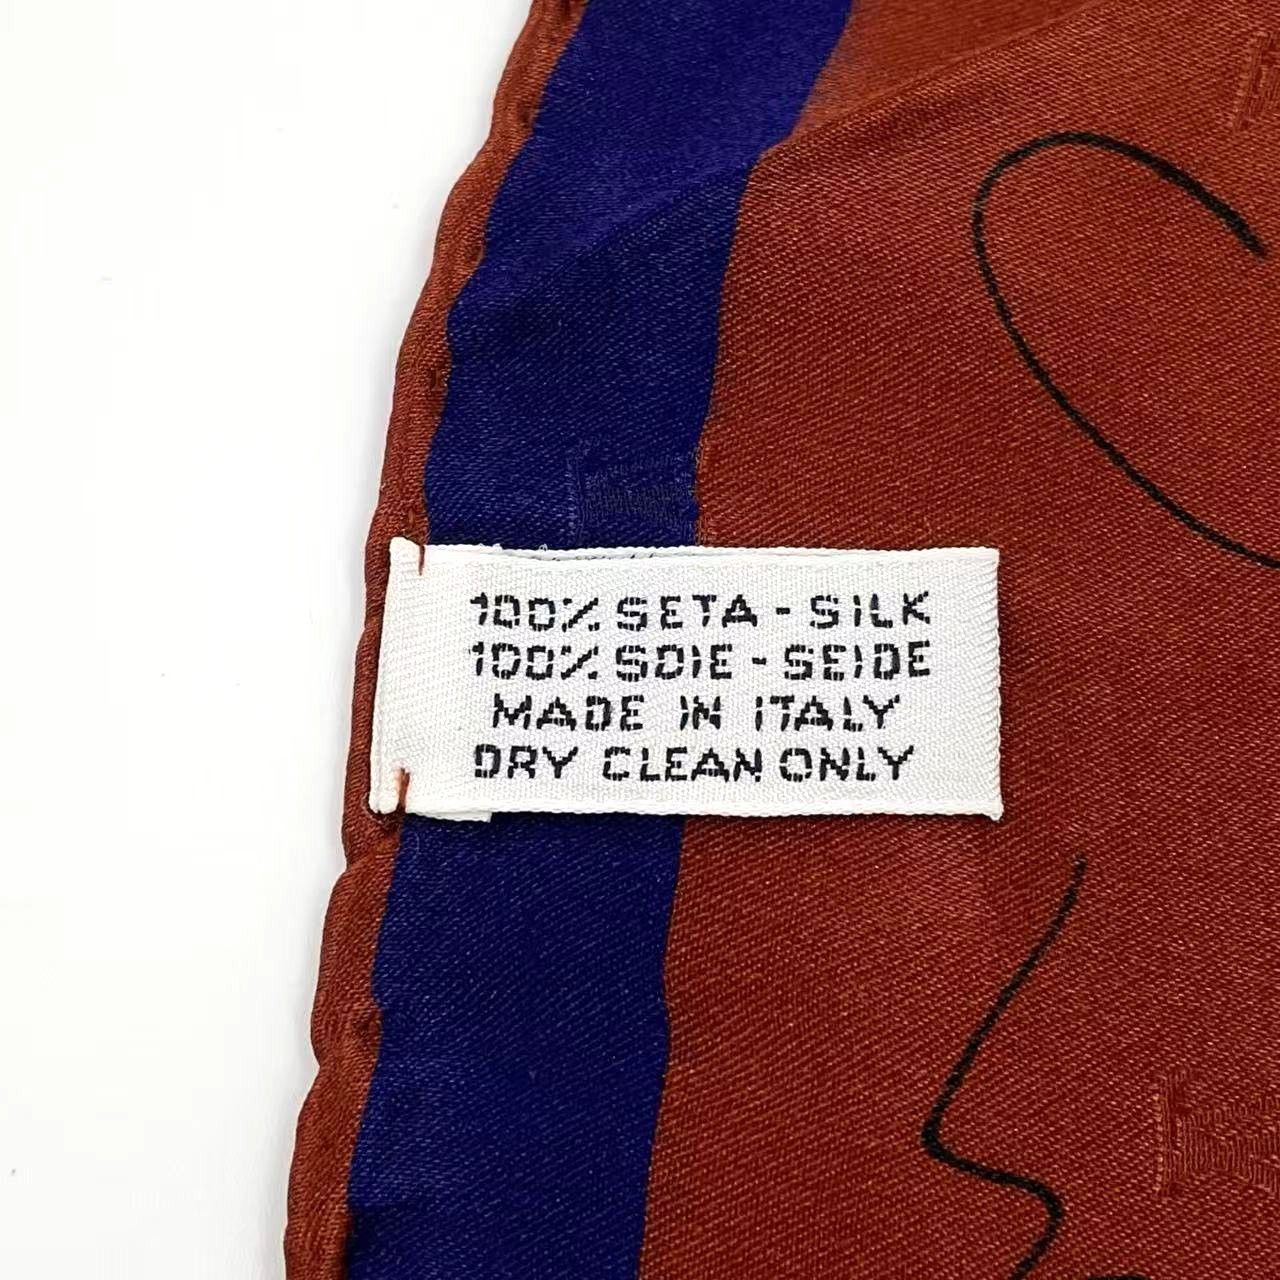 100% SETA - SILK
100% SOIE - SEIDE
MADE IN ITALY
DRY CLEAN ONLY